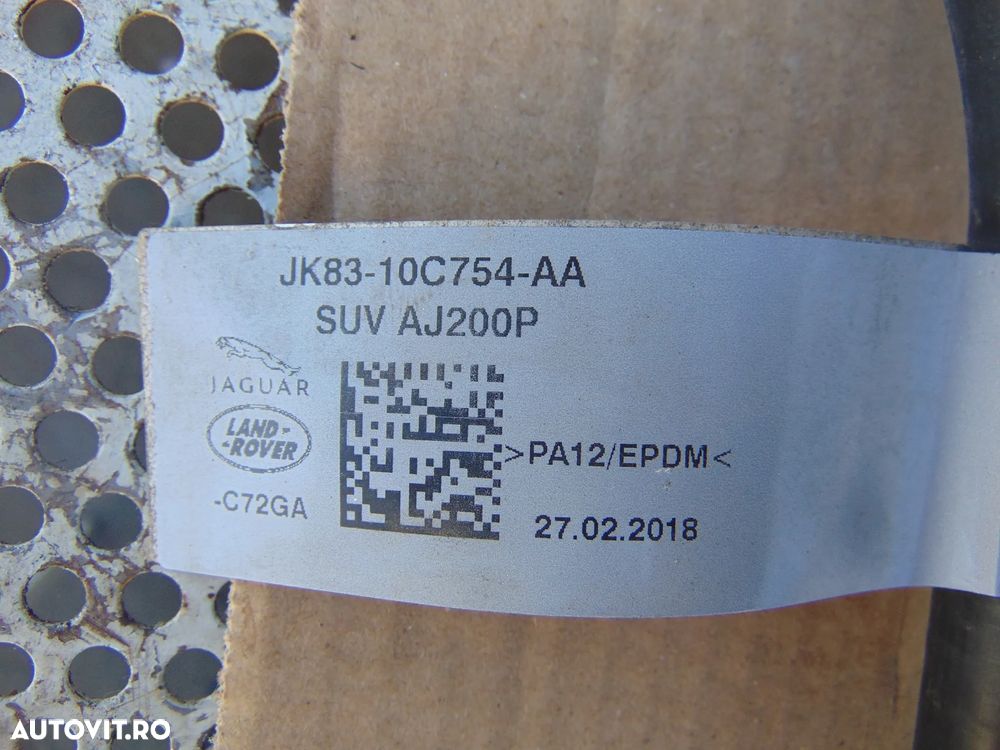 JK83-10C754-AA
SUV AJ200P
JAGUAR
LAND-
-ROVER
>PA12/EPDM<
-C72GA
27.02.2018
AUTOVIT.RO